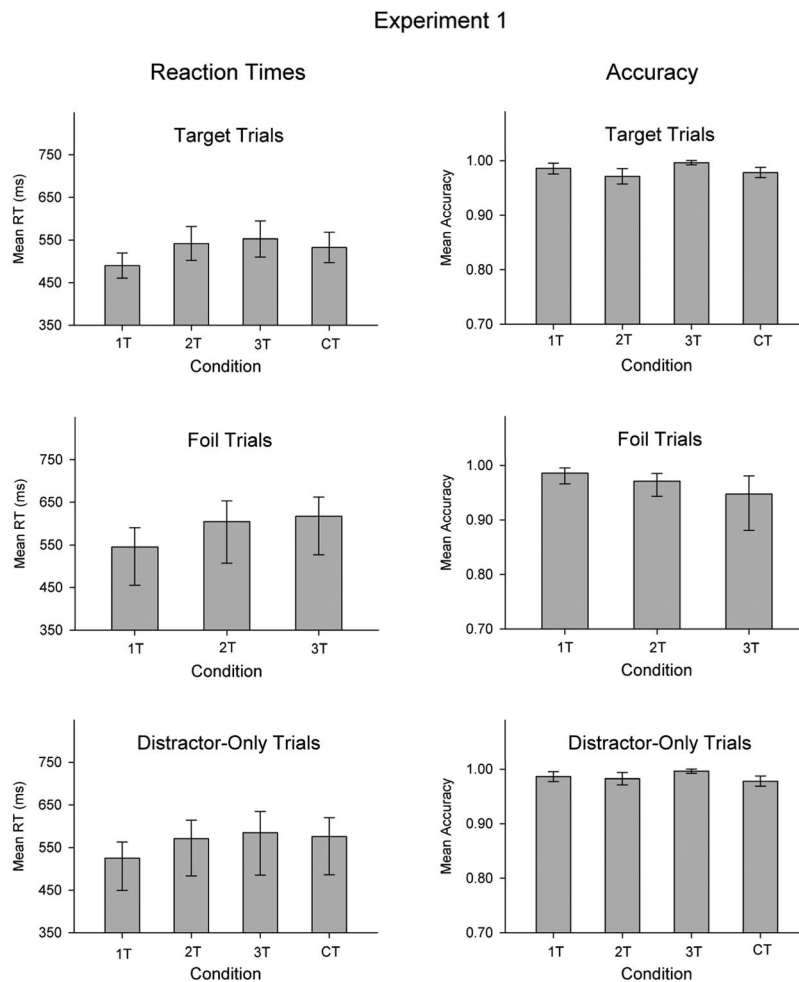 Experiment 1
Reaction Times
Accuracy
Target Trials
Mean RT (ms)
750
650
550
450
350
1T 2T 3T CT
Condition
Target Trials
Mean Accuracy
1.00
0.90
0.80
0.70
1T 2T 3T CT
Condition
Foil Trials
Mean RT (ms)
750
650
550
450
350
1T 2T 3T
Condition
Foil Trials
Mean Accuracy
1.00
0.90
0.80
0.70
1T 2T 3T
Condition
Distractor-Only Trials
Mean RT (ms)
750
650
550
450
350
1T 2T 3T CT
Condition
Distractor-Only Trials
Mean Accuracy
1.00
0.90
0.80
0.70
1T 2T 3T CT
Condition